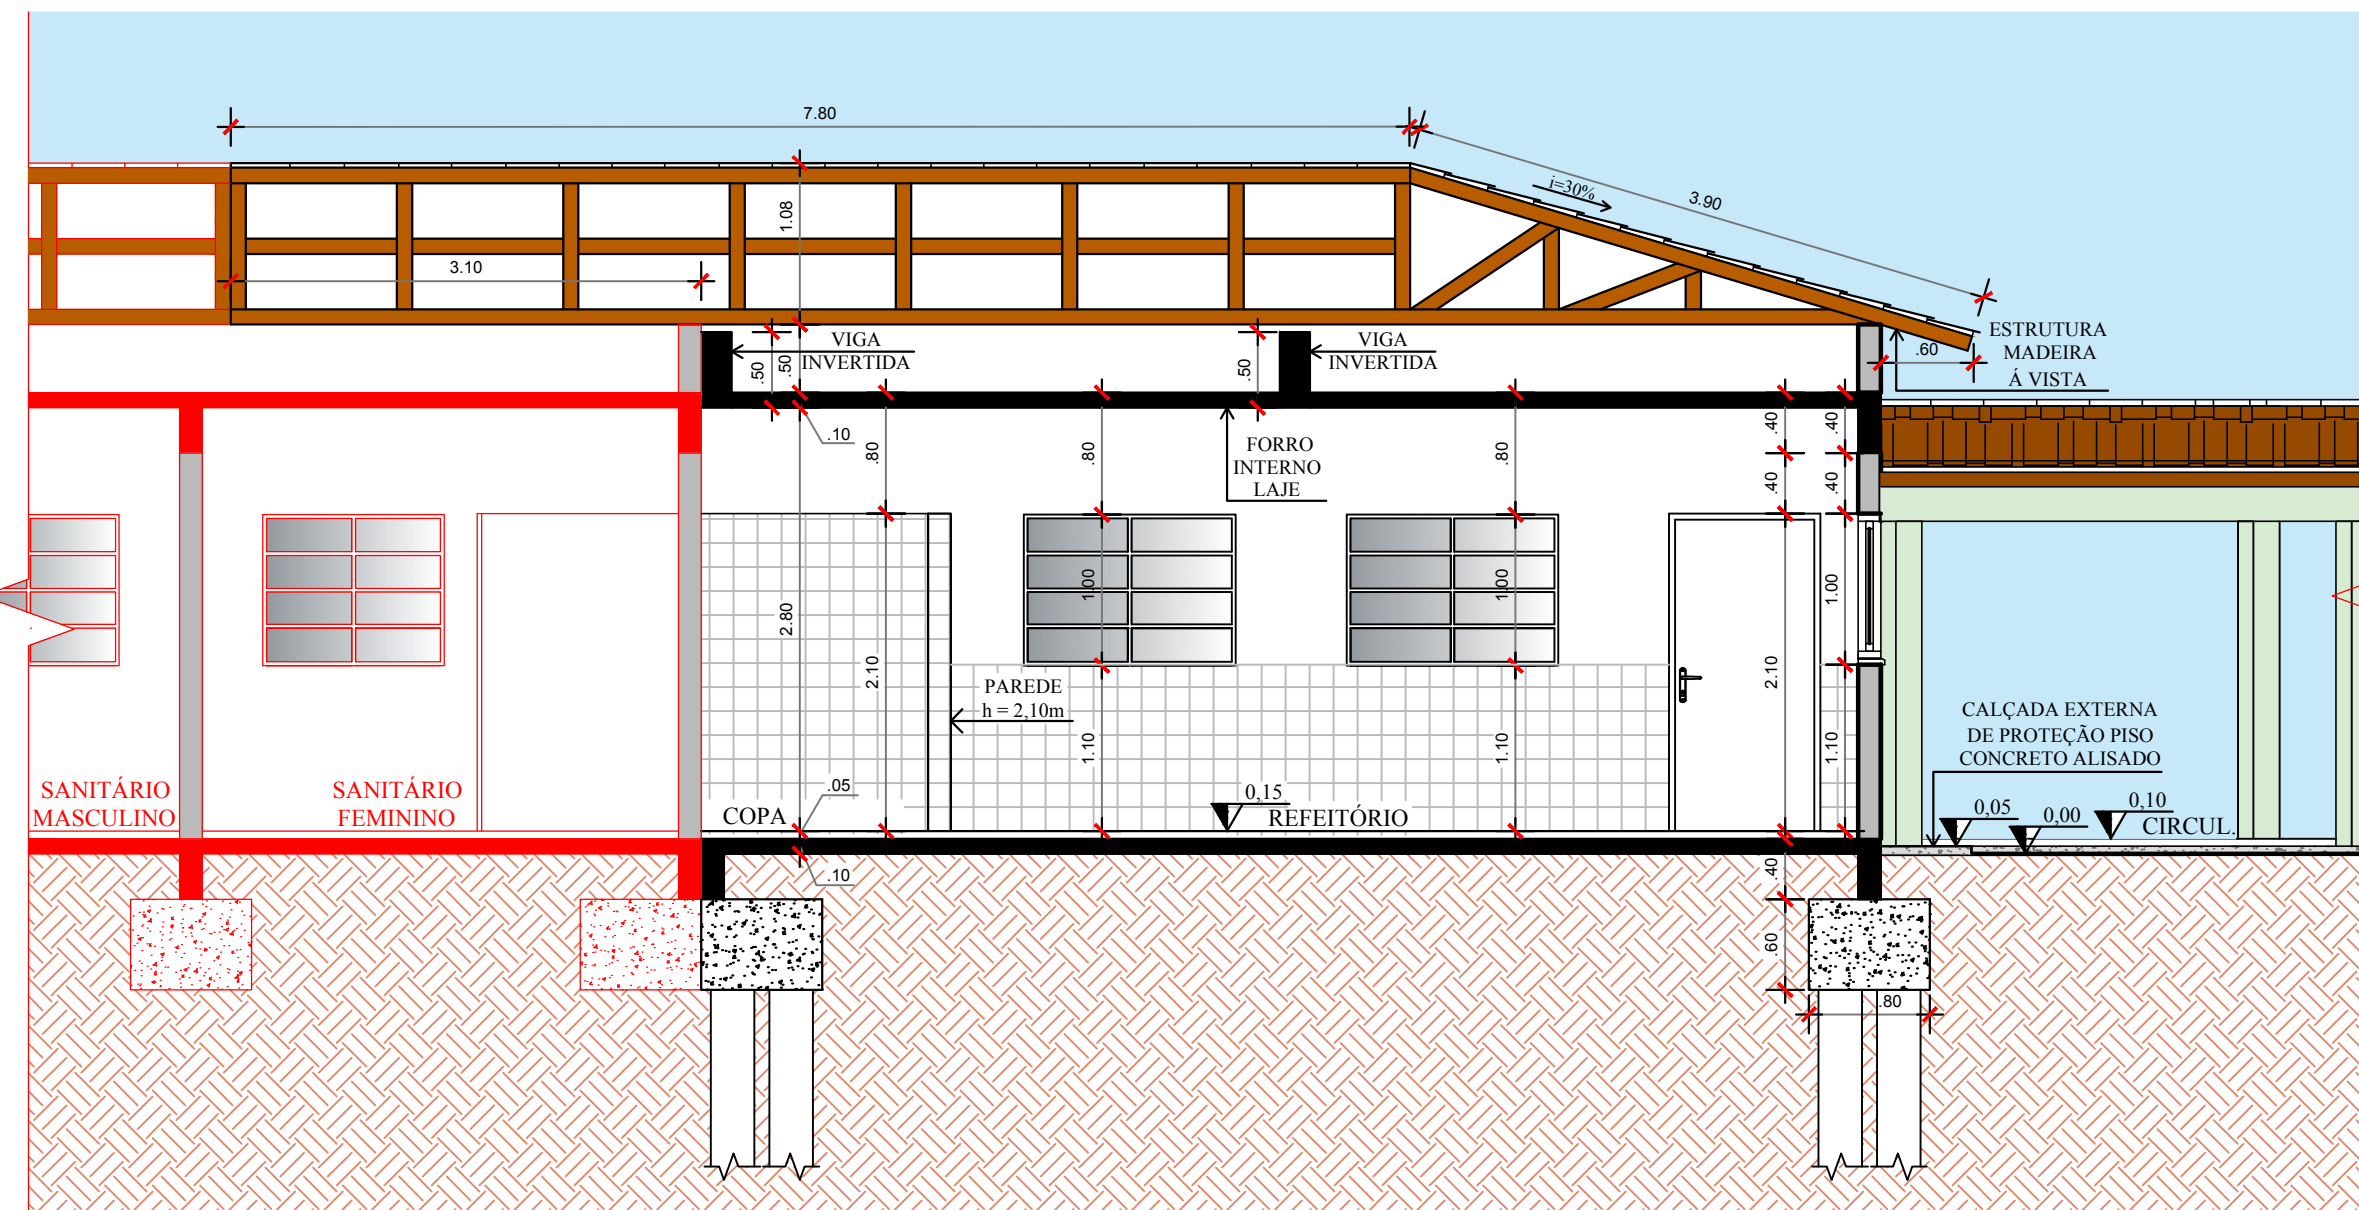 7.80
i=30%
3.90
1.08
3.10
VIGA
INVERTIDA
VIGA
INVERTIDA
.50
.50
.50
ESTRUTURA
MADEIRA
Á VISTA
.60
.10
.80
.80
.80
.40
.40
.40
.40
FORRO
INTERNO
LAJE
2.80
2.10
1.00
1.00
2.10
1.00
PAREDE
h = 2,10m
1.10
1.10
1.10
CALÇADA EXTERNA
DE PROTEÇÃO PISO
CONCRETO ALISADO
SANITÁRIO
MASCULINO
SANITÁRIO
FEMININO
COPA
.05
0,15
REFEITÓRIO
0,05
0,00
0,10
CIRCUL.
.10
.40
.60
.80